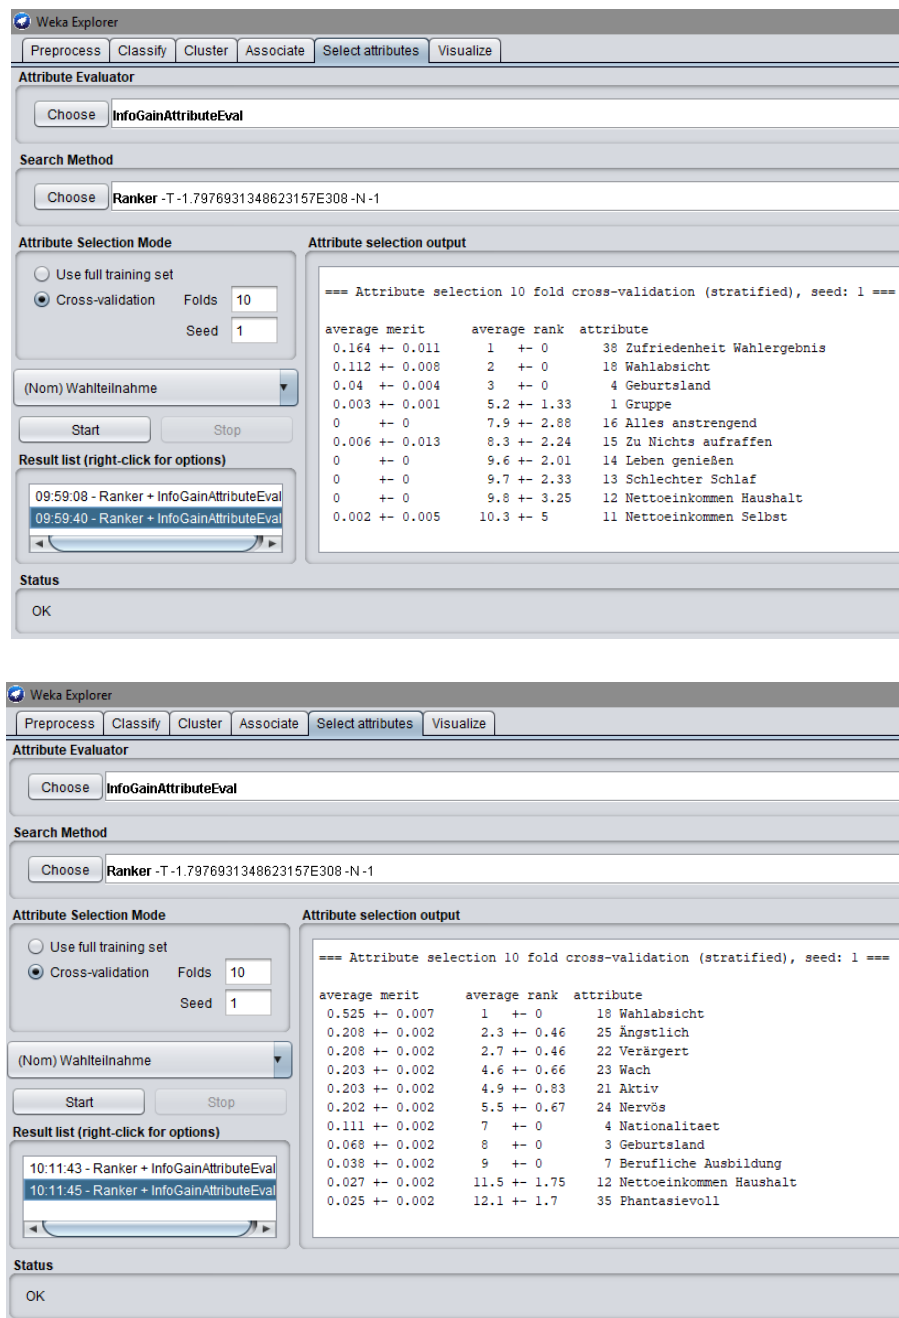 Weka Explorer
Preprocess Classify Cluster Associate Select attributes Visualize
Attribute Evaluator
Choose InfoGainAttributeEval
Search Method
Choose Ranker -T -1.7976931348623157E308 -N -1
Attribute Selection Mode
Use full training set
Cross-validation Folds 10
Seed 1
(Nom) Wahlteilnahme
Start Stop
Result list (right-click for options)
09:59:08 - Ranker + InfoGainAttributeEval
09:59:40 - Ranker + InfoGainAttributeEval
Attribute selection output
=== Attribute selection 10 fold cross-validation (stratified), seed: 1 ===
average merit average rank attribute
0.164 +- 0.011 1 +- 0 38 Zufriedenheit Wahlergebnis
0.112 +- 0.008 2 +- 0 18 Wahlabsicht
0.04 +- 0.004 3 +- 0 4 Geburtsland
0.003 +- 0.001 5.2 +- 1.33 1 Gruppe
0 +- 0 7.9 +- 2.88 16 Alles anstrengend
0.006 +- 0.013 8.3 +- 2.24 15 Zu Nichts aufraffen
0 +- 0 9.6 +- 2.01 14 Leben genießen
0 +- 0 9.7 +- 2.33 13 Schlechter Schlaf
0 +- 0 9.8 +- 3.25 12 Nettoeinkommen Haushalt
0.002 +- 0.005 10.3 +- 5 11 Nettoeinkommen Selbst
Status
OK
Weka Explorer
Preprocess Classify Cluster Associate Select attributes Visualize
Attribute Evaluator
Choose InfoGainAttributeEval
Search Method
Choose Ranker -T -1.7976931348623157E308 -N -1
Attribute Selection Mode
Use full training set
Cross-validation Folds 10
Seed 1
(Nom) Wahlteilnahme
Start Stop
Result list (right-click for options)
10:11:43 - Ranker + InfoGainAttributeEval
10:11:45 - Ranker + InfoGainAttributeEval
Attribute selection output
=== Attribute selection 10 fold cross-validation (stratified), seed: 1 ===
average merit average rank attribute
0.525 +- 0.007 1 +- 0 18 Wahlabsicht
0.208 +- 0.002 2.3 +- 0.46 25 Ängstlich
0.208 +- 0.002 2.7 +- 0.46 22 Verärgert
0.203 +- 0.002 4.6 +- 0.66 23 Wach
0.203 +- 0.002 4.9 +- 0.83 21 Aktiv
0.202 +- 0.002 5.5 +- 0.67 24 Nervös
0.111 +- 0.002 7 +- 0 4 Nationalitaet
0.068 +- 0.002 8 +- 0 3 Geburtsland
0.038 +- 0.002 9 +- 0 7 Berufliche Ausbildung
0.027 +- 0.002 11.5 +- 1.75 12 Nettoeinkommen Haushalt
0.025 +- 0.002 12.1 +- 1.7 35 Phantasievoll
Status
OK